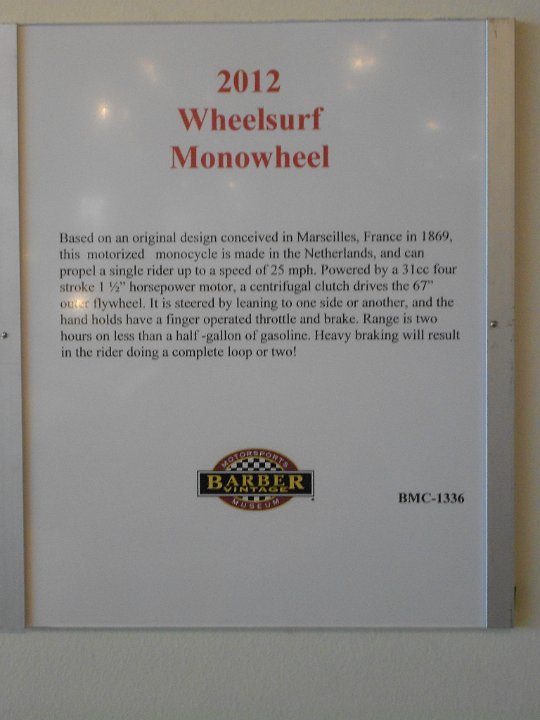 2012
Wheelsurf
Monowheel
Based on an original design conceived in Marseilles, France in 1869,
this motorized monocycle is made in the Netherlands, and can
propel a single rider up to a speed of 25 mph. Powered by a 31cc four
stroke 1 ½” horsepower motor, a centrifugal clutch drives the 67”
outer flywheel. It is steered by leaning to one side or another, and the
hand holds have a finger operated throttle and brake. Range is two
hours on less than a half -gallon of gasoline. Heavy braking will result
in the rider doing a complete loop or two!
MOTORSPORTS
BARBER
VINTAGE
MUSEUM
BMC-1336